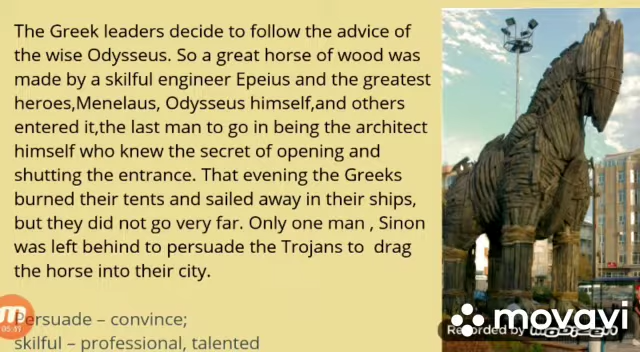 The Greek leaders decide to follow the advice of
the wise Odysseus. So a great horse of wood was
made by a skilful engineer Epeius and the greatest
heroes,Menelaus, Odysseus himself,and others
entered it,the last man to go in being the architect
himself who knew the secret of opening and
shutting the entrance. That evening the Greeks
burned their tents and sailed away in their ships,
but they did not go very far. Only one man , Sinon
was left behind to persuade the Trojans to drag
the horse into their city.
Persuade – convince;
skilful – professional, talented
05:31
movavi
Recorded by